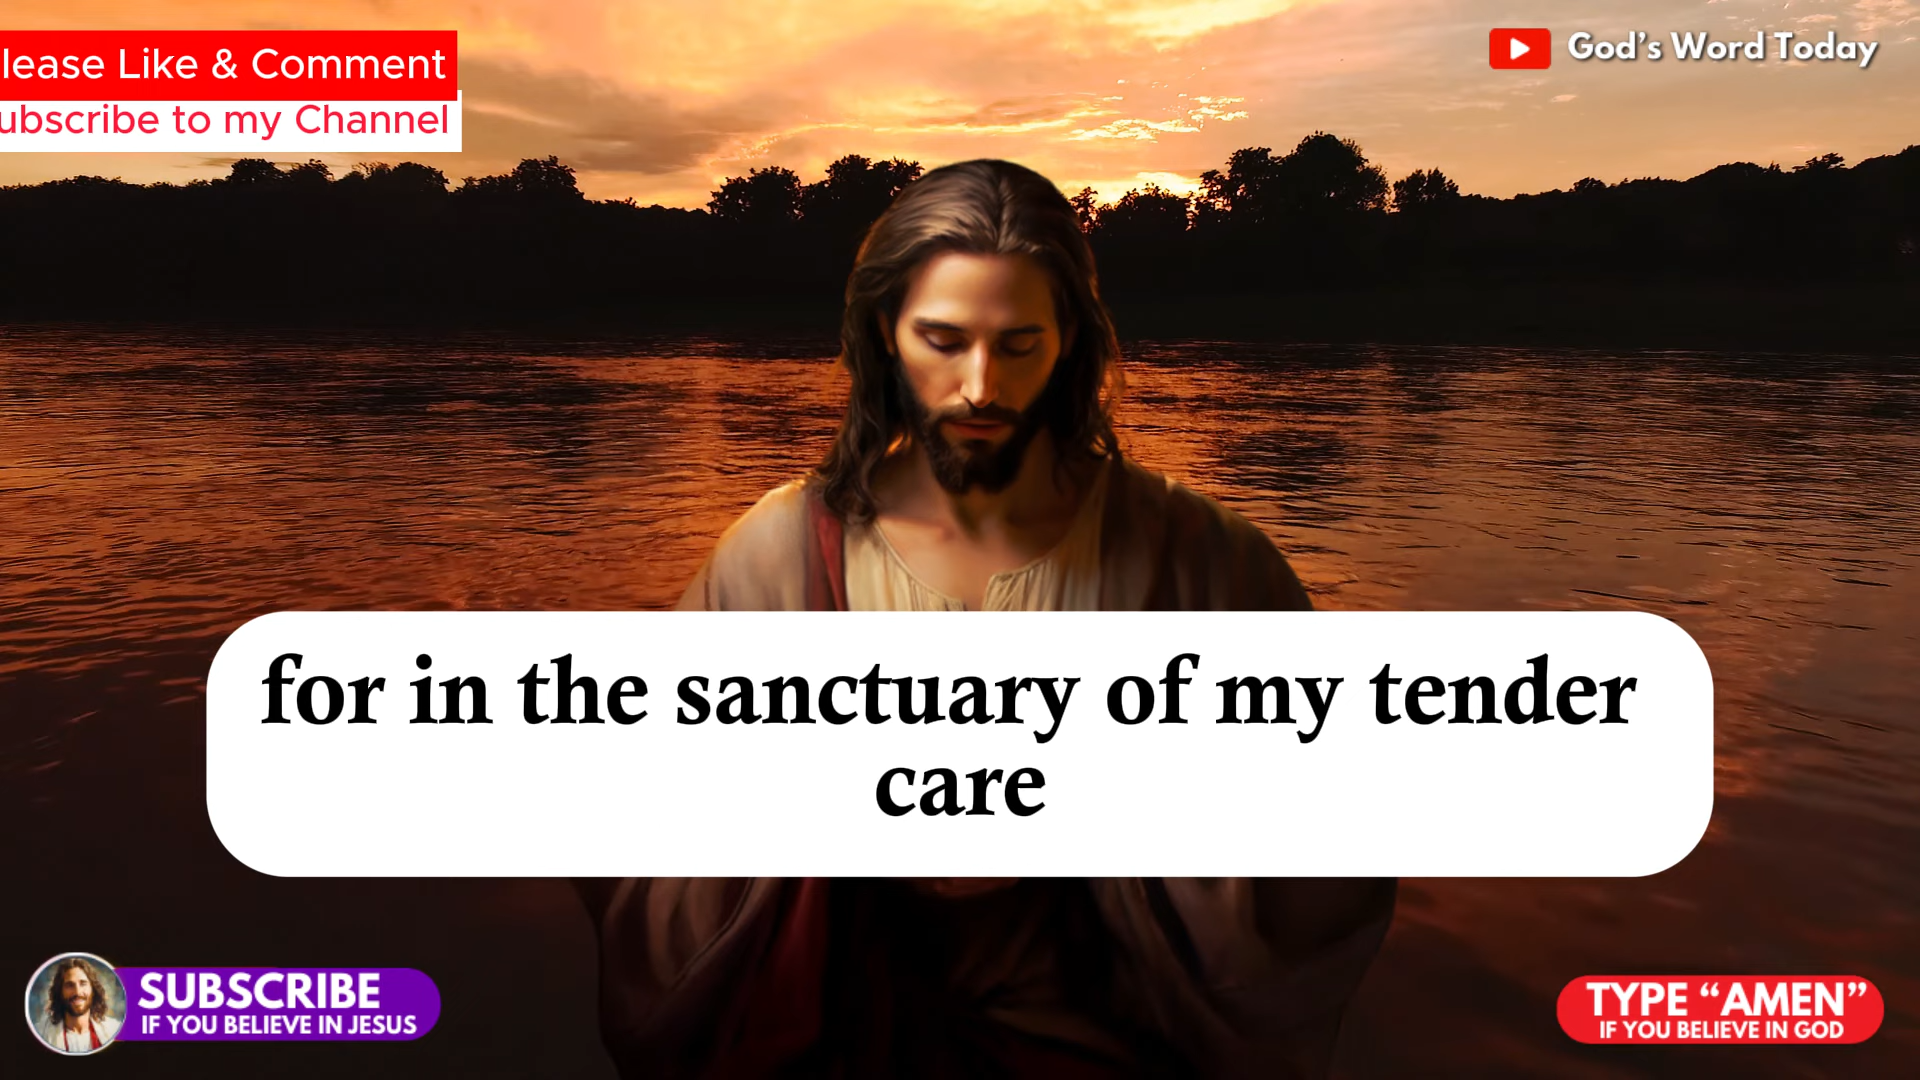 lease Like & Comment
ubscribe to my Channel
God's Word Today
for in the sanctuary of my tender
care
SUBSCRIBE
IF YOU BELIEVE IN JESUS
TYPE “AMEN”
IF YOU BELIEVE IN GOD